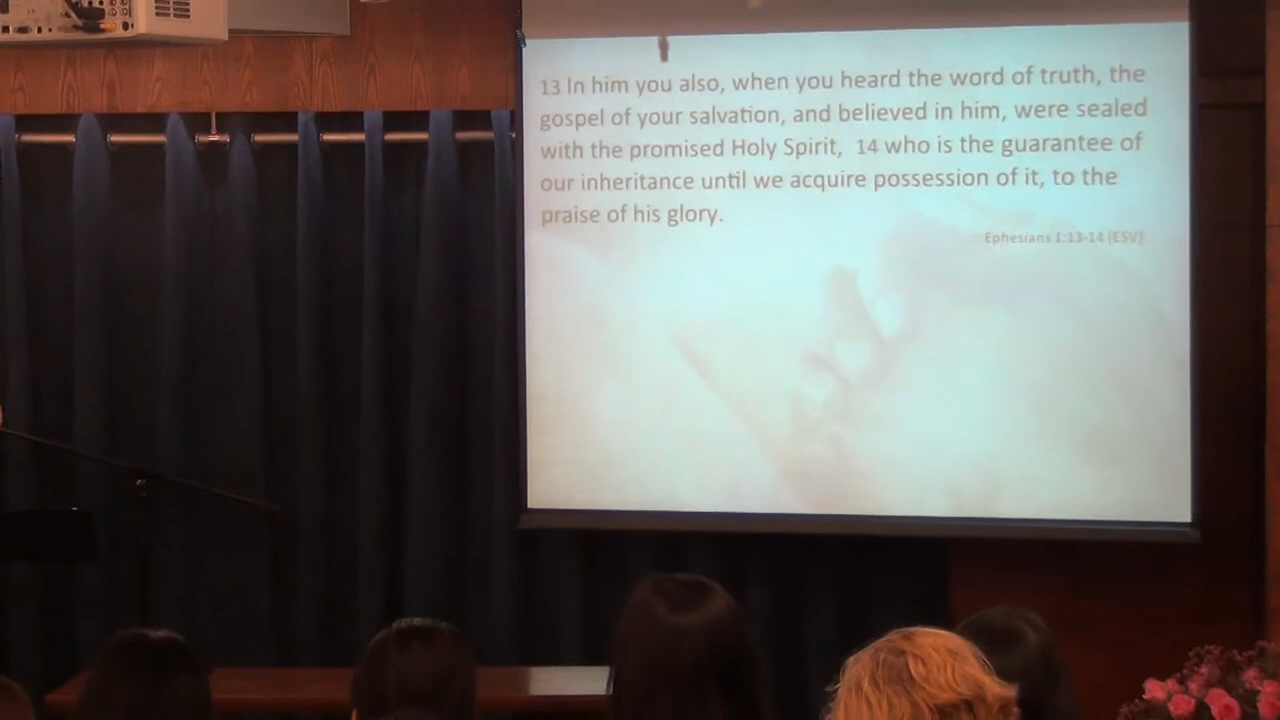 13 In him you also, when you heard the word of truth, the
gospel of your salvation, and believed in him, were sealed
with the promised Holy Spirit, 14 who is the guarantee of
our inheritance until we acquire possession of it, to the
praise of his glory.
Ephesians 1:13-14 (ESV)